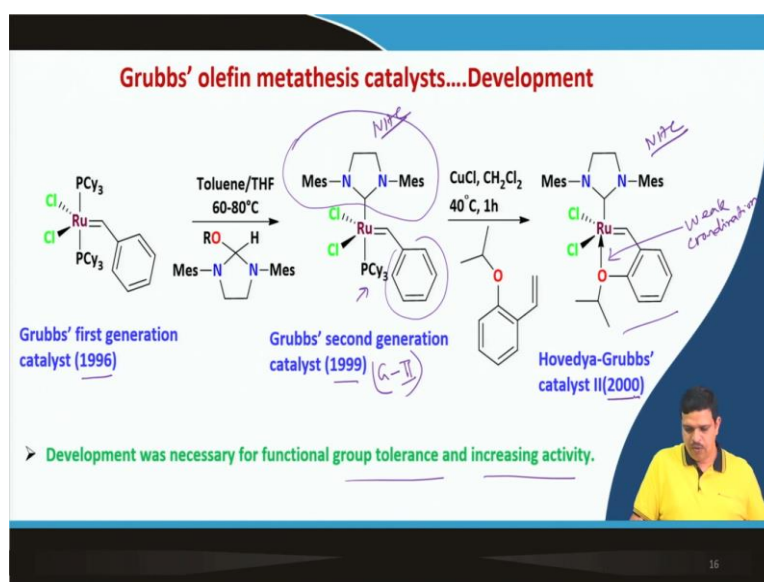 Grubbs' olefin metathesis catalysts....Development
PCy₃
Cl
Ru
Cl
PCy₃
Toluene/THF
60-80°C
RO H
Mes-N N-Mes
NHC
Mes-N N-Mes
Cl
Ru
Cl
PCy₃
CuCl, CH₂Cl₂
40°C, 1h
O
NHC
Mes-N N-Mes
Cl
Ru
Cl
O
weak
coordination
Grubbs' first generation
catalyst (1996)
Grubbs' second generation
catalyst (1999) (G-II)
Hovedya-Grubbs'
catalyst II(2000)
➢ Development was necessary for functional group tolerance and increasing activity.
16